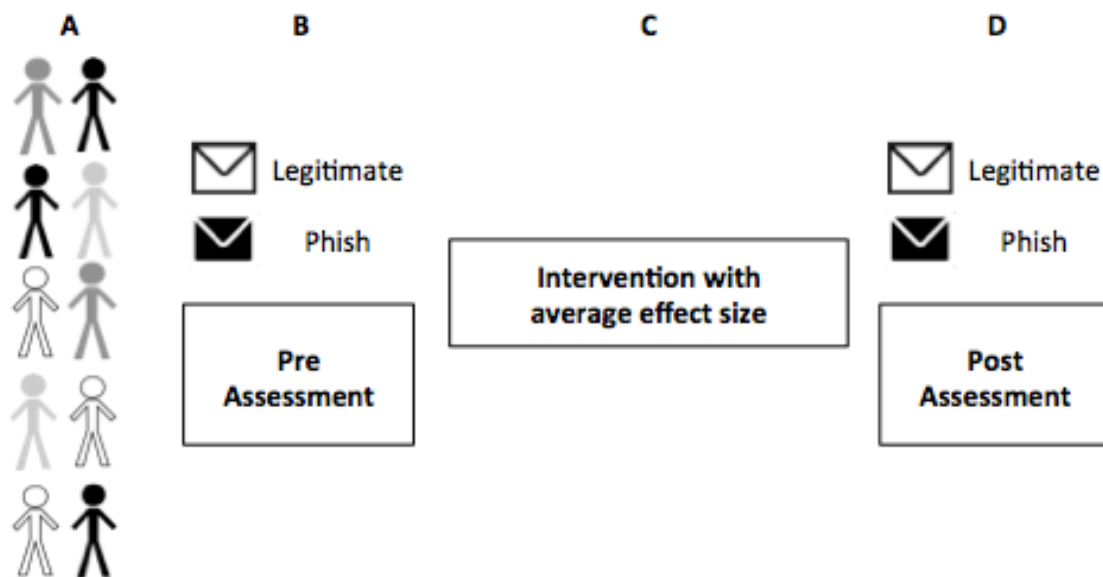 A
B
C
D
Legitimate
Phish
Pre
Assessment
Intervention with
average effect size
Legitimate
Phish
Post
Assessment